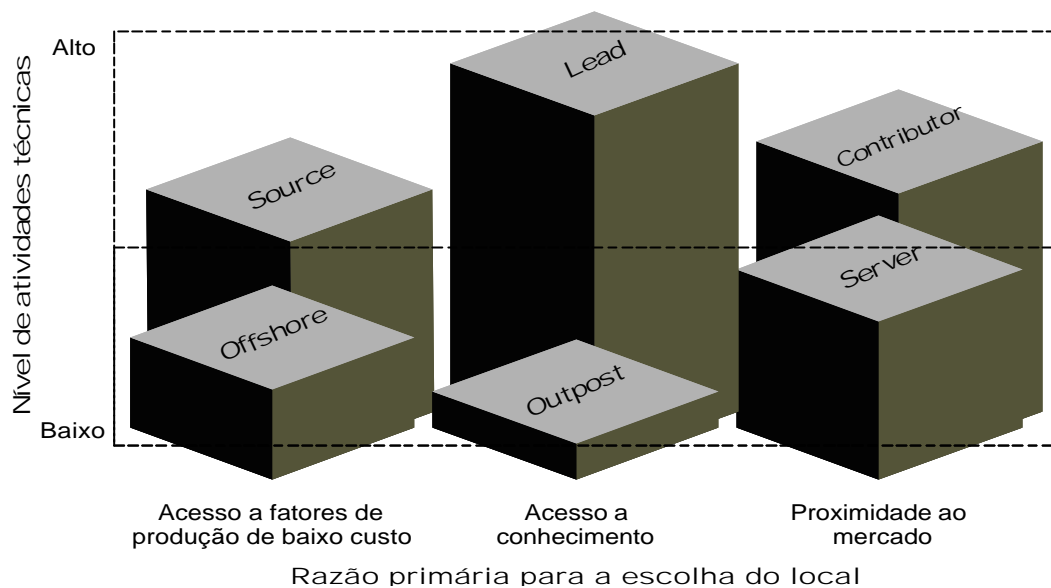 Nível de atividades técnicas
Alto
Baixo
Lead
Source
Contributor
Server
Offshore
Outpost
Acesso a fatores de
produção de baixo custo
Acesso a
conhecimento
Proximidade ao
mercado
Razão primária para a escolha do local